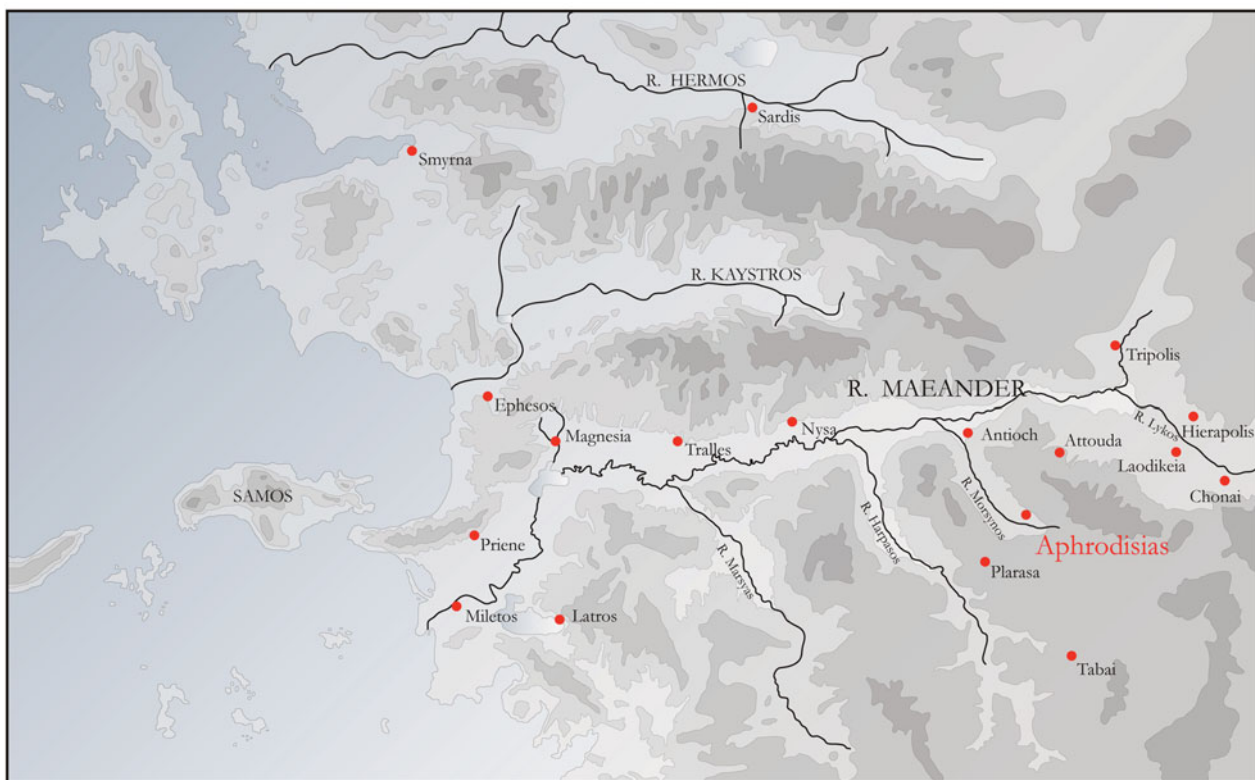 R. HERMOS
Sardis
Smyrna
R. KAYSTROS
Tripolis
R. MAEANDER
Ephesos
Magnesia
Tralles
Nysa
Antioch
Attouda
R. Lykos
Hierapolis
Laodikeia
Chonai
SAMOS
Priene
R. Marsyas
R. Harpasos
R. Morsynos
Aphrodisias
Plarasa
Miletos
Latros
Tabai